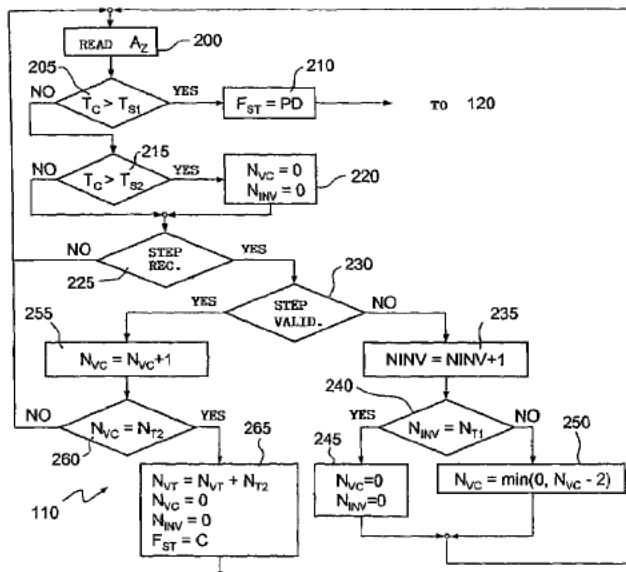 READ A_Z
200
205
T_C > T_S1
NO
YES
210
F_ST = PD
TO 120
215
T_C > T_S2
NO
YES
N_VC = 0
N_INV = 0
220
NO
STEP
REC.
YES
225
230
YES
STEP
VALID.
NO
255
N_VC = N_VC+1
235
NINV = NINV+1
NO
N_VC = N_T2
YES
260
240
YES
N_INV = N_T1
NO
265
N_VT = N_VT + N_T2
N_VC = 0
N_INV = 0
F_ST = C
245
N_VC=0
N_INV=0
250
N_VC = min(0, N_VC - 2)
110